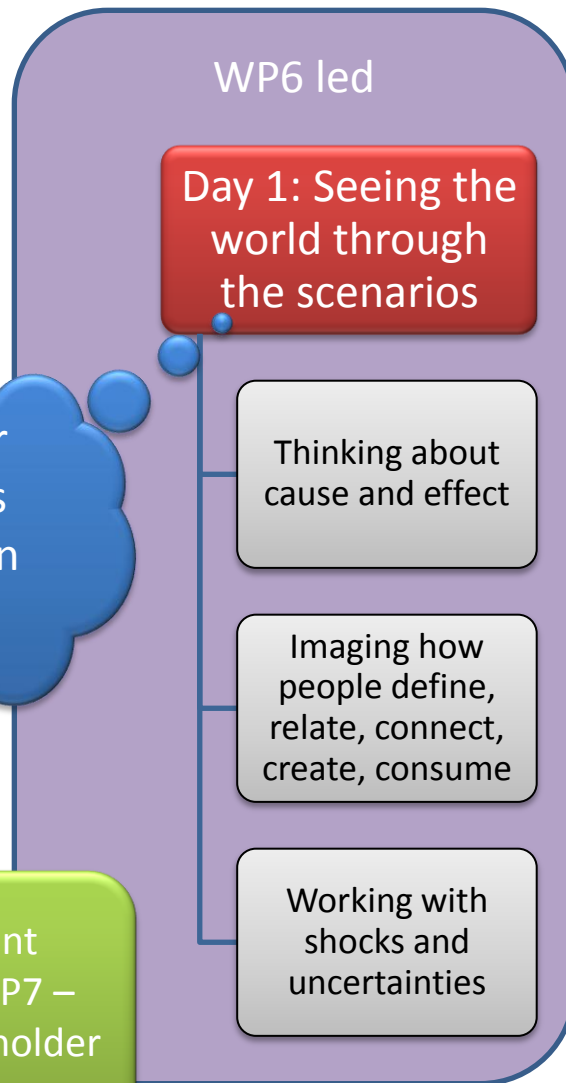 WP6 led
Day 1: Seeing the
world through
the scenarios
Thinking about
cause and effect
Imaging how
people define,
relate, connect,
create, consume
Working with
shocks and
uncertainties